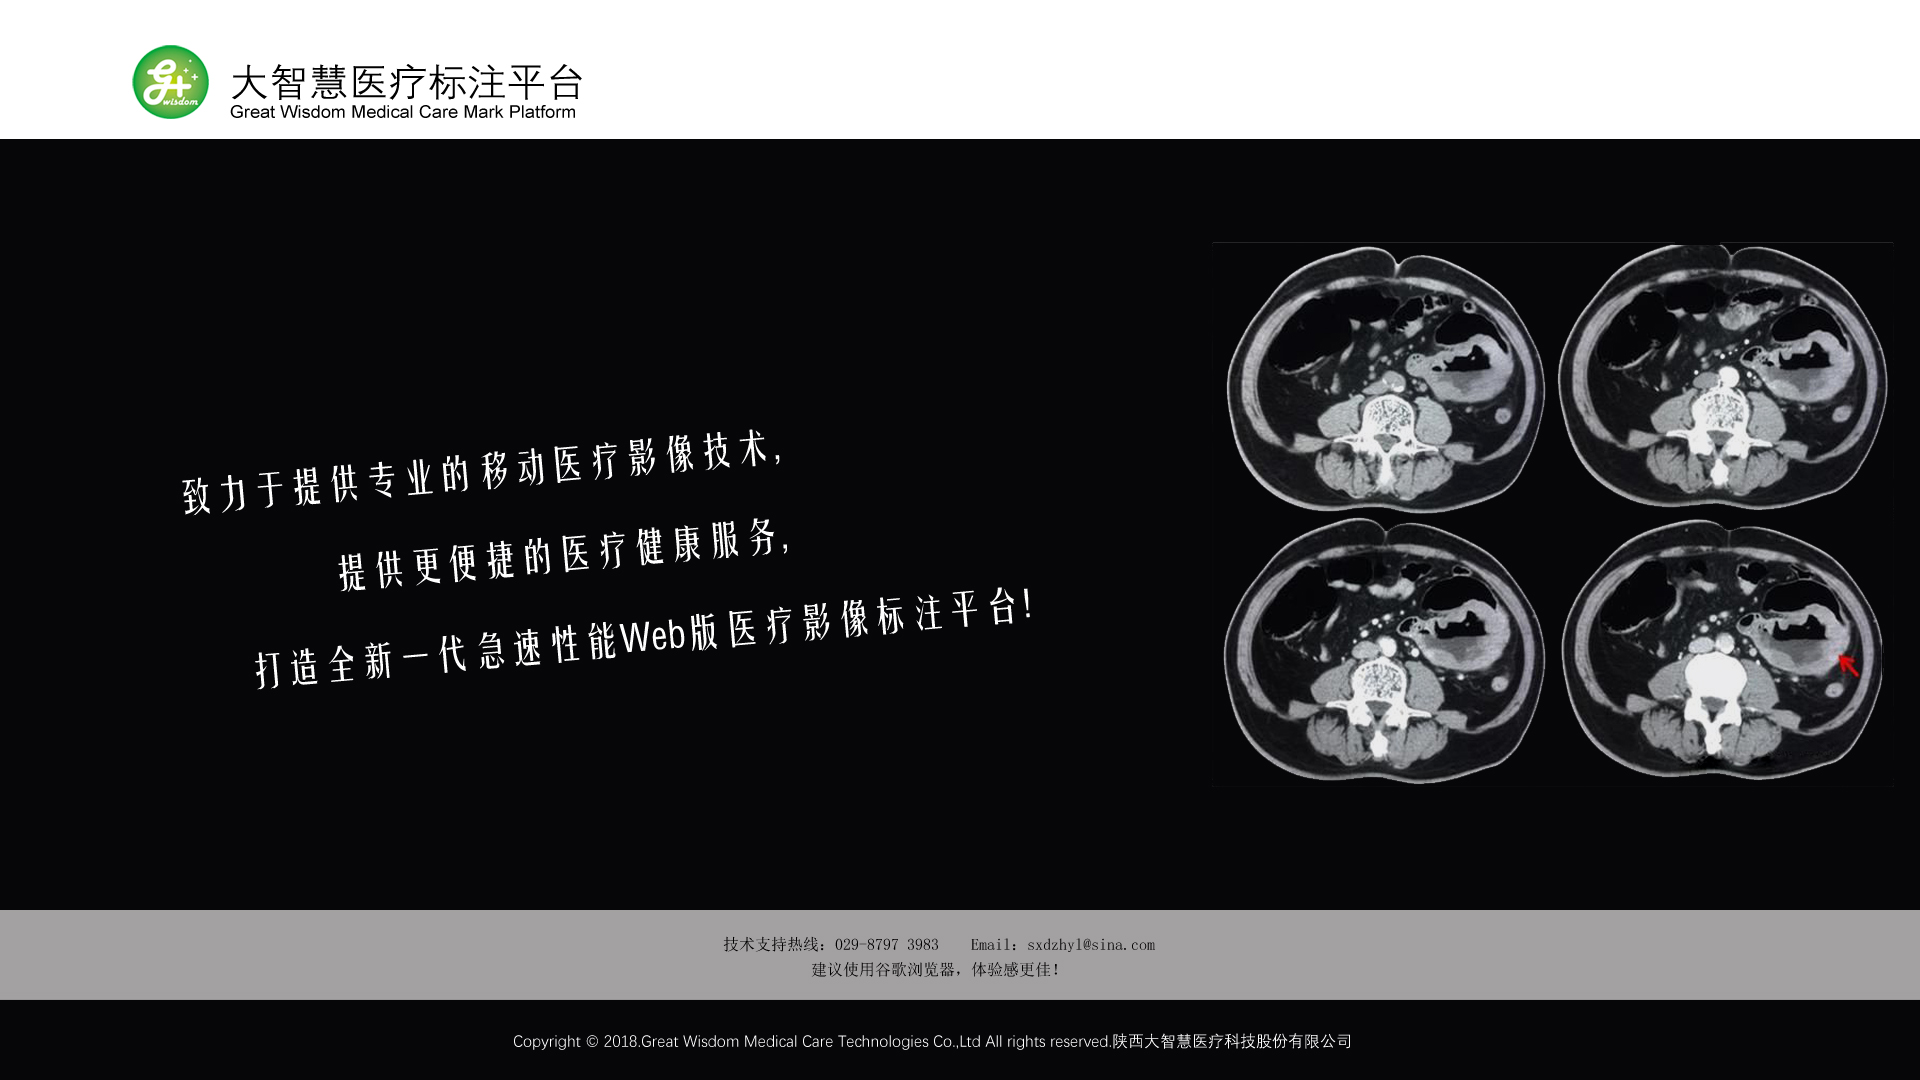 g+
wisdom
大智慧医疗标注平台
Great Wisdom Medical Care Mark Platform
致力于提供专业的移动医疗影像技术,
提供更便捷的医疗健康服务,
打造全新一代急速性能Web版医疗影像标注平台!
技术支持热线：029-8797 3983 Email：sxdzhyl@sina.com
建议使用谷歌浏览器，体验感更佳！
Copyright © 2018.Great Wisdom Medical Care Technologies Co.,Ltd All rights reserved.陕西大智慧医疗科技股份有限公司